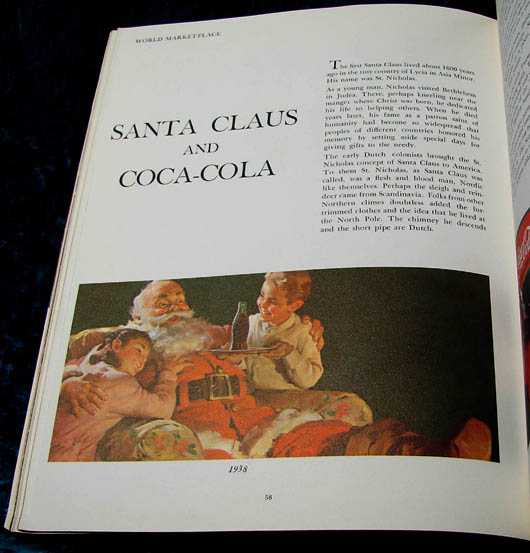 WORLD MARKETPLACE
SANTA CLAUS
AND
COCA-COLA
The first Santa Claus lived about 1600 years
ago in the tiny country of Lycia in Asia Minor.
His name was St. Nicholas.
As a young man, Nicholas visited Bethlehem
in Judea. There, perhaps kneeling near the
manger where Christ was born, he dedicated
his life to helping others. When he died
years later, his fame as a patron saint of
humanity had become so widespread that
peoples of different countries honored his
memory by setting aside special days for
giving gifts to the needy.
The early Dutch colonists brought the St.
Nicholas concept of Santa Claus to America.
To them St. Nicholas, as Santa Claus was
called, was a flesh and blood man, Nordic
like themselves. Perhaps the sleigh and rein-
deer came from Scandinavia. Folks from other
Northern climes doubtless added the fur-
trimmed clothes and the idea that he lived at
the North Pole. The chimney he descends
and the short pipe are Dutch.
1938
58